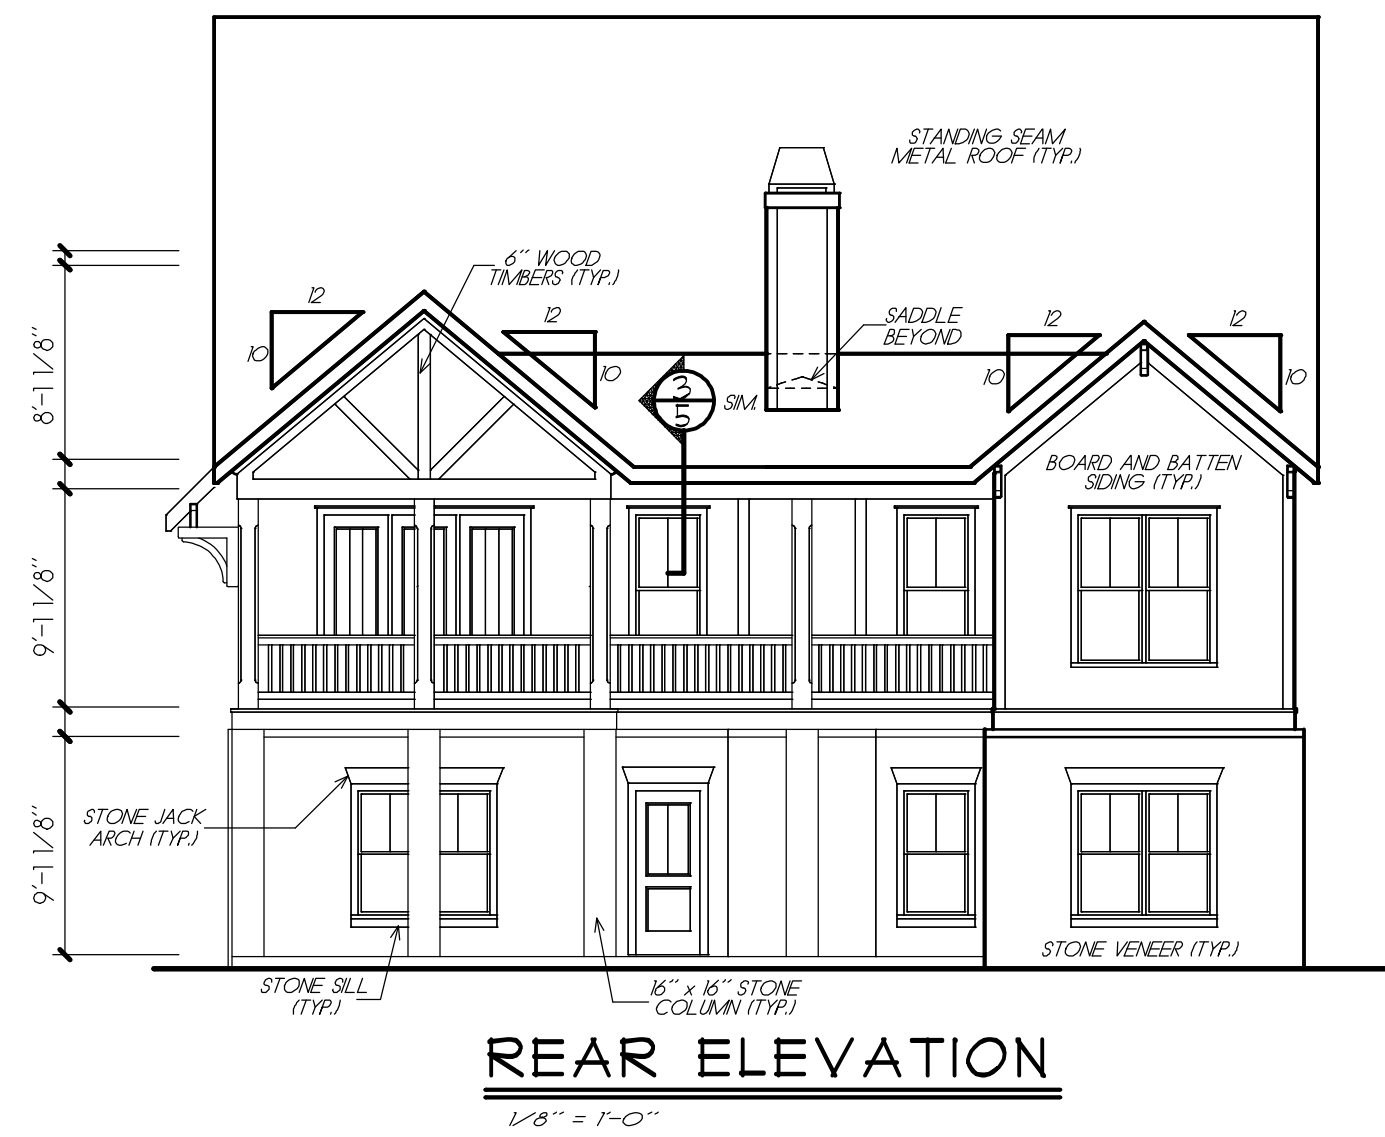 STANDING SEAM
METAL ROOF (TYP.)
6" WOOD
TIMBERS (TYP.)
12
10
12
10
SADDLE
BEYOND
12
10
12
10
3
5
SIM.
8'-1 1/8"
BOARD AND BATTEN
SIDING (TYP.)
9'-1 1/8"
STONE JACK
ARCH (TYP.)
9'-1 1/8"
STONE VENEER (TYP.)
STONE SILL
(TYP.)
16" x 16" STONE
COLUMN (TYP.)
REAR ELEVATION
1/8" = 1'-0"